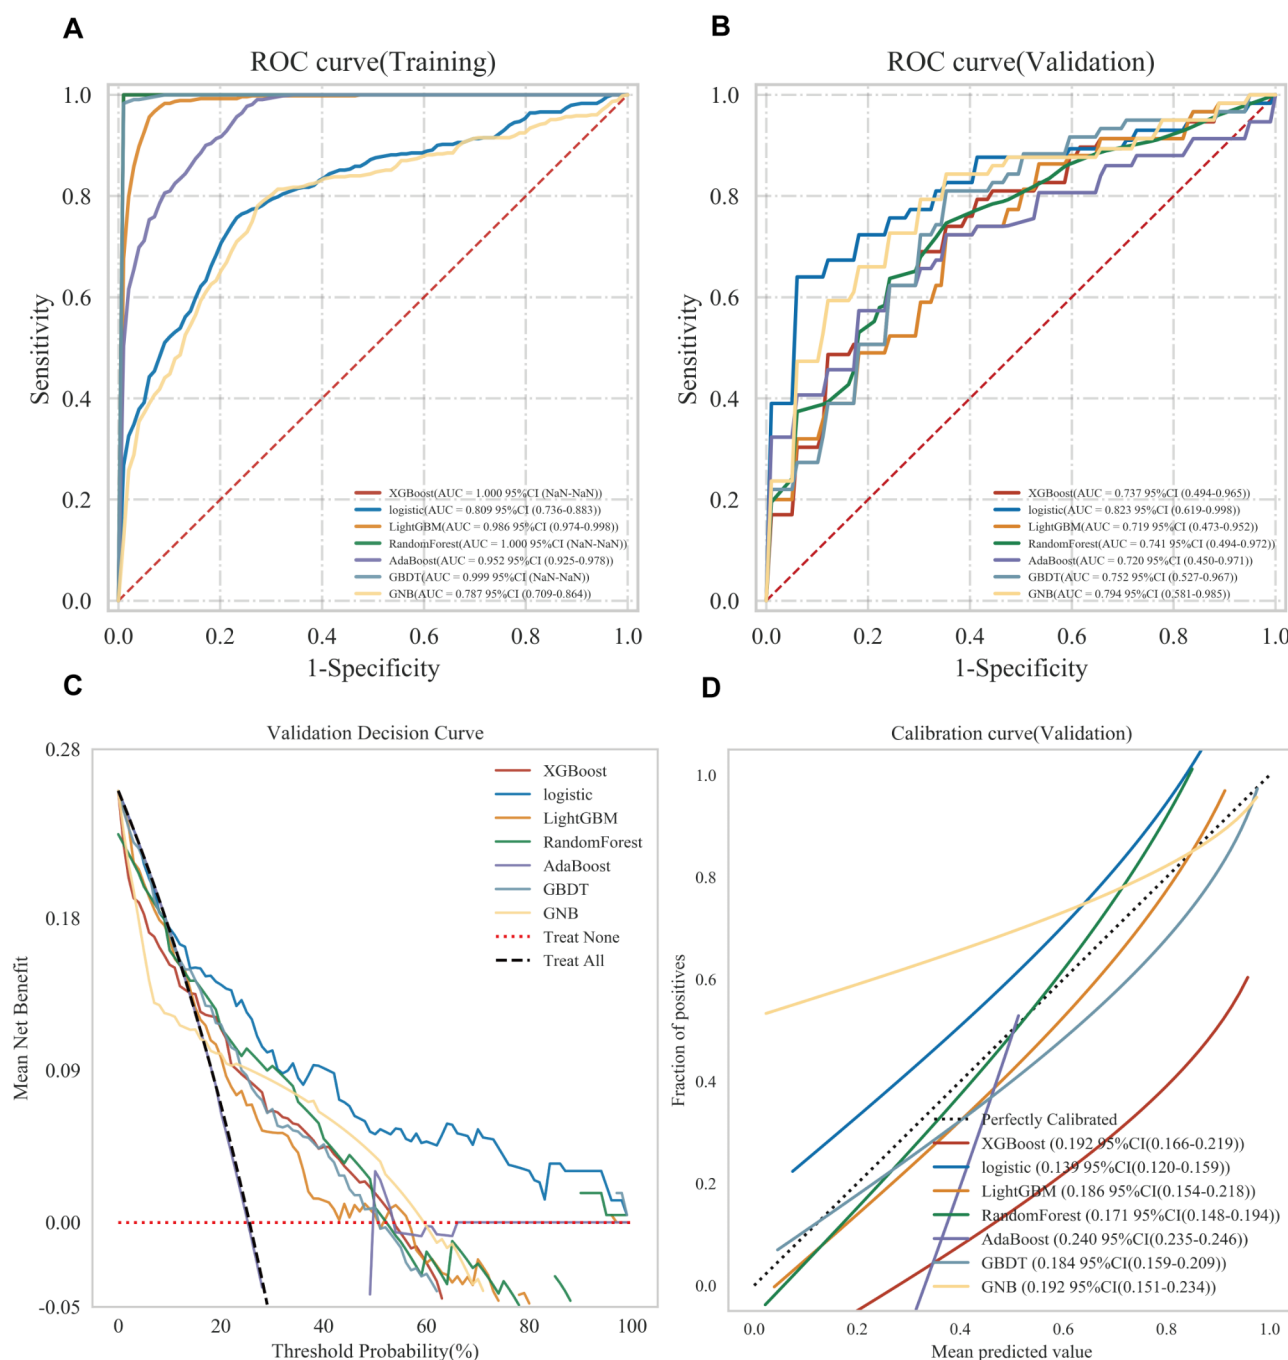 A
ROC curve(Training)
1.0
0.8
0.6
0.4
0.2
0.0
Sensitivity
XGBoost(AUC = 1.000 95%CI (NaN-NaN))
logistic(AUC = 0.809 95%CI (0.736-0.883))
LightGBM(AUC = 0.986 95%CI (0.974-0.998))
RandomForest(AUC = 1.000 95%CI (NaN-NaN))
AdaBoost(AUC = 0.952 95%CI (0.925-0.978))
GBDT(AUC = 0.999 95%CI (NaN-NaN))
GNB(AUC = 0.787 95%CI (0.709-0.864))
0.0 0.2 0.4 0.6 0.8 1.0
1-Specificity
B
ROC curve(Validation)
1.0
0.8
0.6
0.4
0.2
0.0
Sensitivity
XGBoost(AUC = 0.737 95%CI (0.494-0.965))
logistic(AUC = 0.823 95%CI (0.619-0.998))
LightGBM(AUC = 0.719 95%CI (0.473-0.952))
RandomForest(AUC = 0.741 95%CI (0.494-0.972))
AdaBoost(AUC = 0.720 95%CI (0.450-0.971))
GBDT(AUC = 0.752 95%CI (0.527-0.967))
GNB(AUC = 0.794 95%CI (0.581-0.985))
0.0 0.2 0.4 0.6 0.8 1.0
1-Specificity
C
Validation Decision Curve
0.28
0.18
0.09
0.00
-0.05
Mean Net Benefit
XGBoost
logistic
LightGBM
RandomForest
AdaBoost
GBDT
GNB
Treat None
Treat All
0 20 40 60 80 100
Threshold Probability(%)
D
Calibration curve(Validation)
1.0
0.8
0.6
0.4
0.2
0.0
Fraction of positives
Perfectly Calibrated
XGBoost (0.192 95%CI(0.166-0.219))
logistic (0.139 95%CI(0.120-0.159))
LightGBM (0.186 95%CI(0.154-0.218))
RandomForest (0.171 95%CI(0.148-0.194))
AdaBoost (0.240 95%CI(0.235-0.246))
GBDT (0.184 95%CI(0.159-0.209))
GNB (0.192 95%CI(0.151-0.234))
0.0 0.2 0.4 0.6 0.8 1.0
Mean predicted value